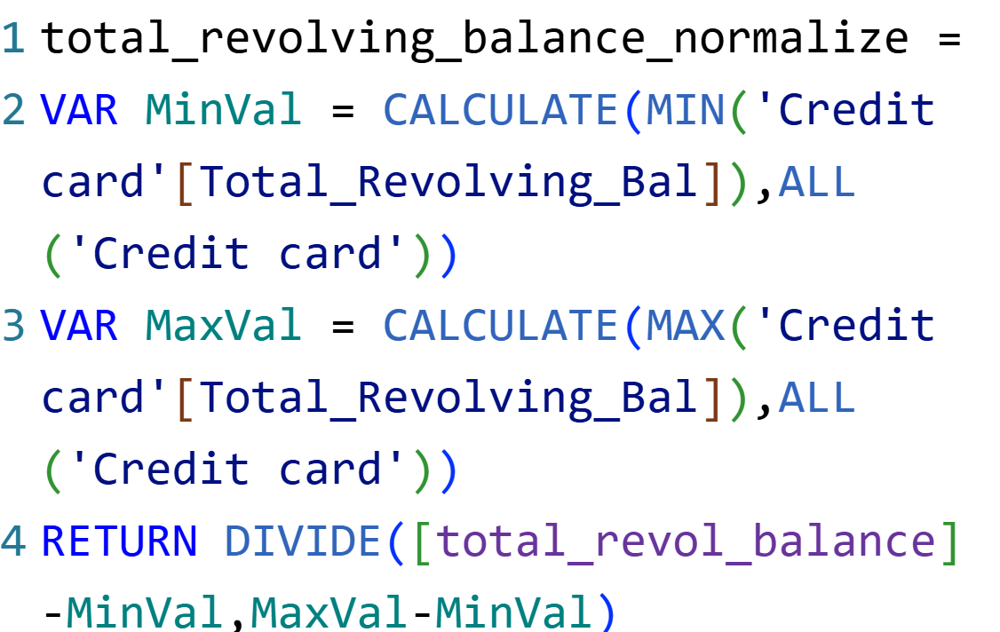 1 total_revolving_balance_normalize =
2 VAR MinVal = CALCULATE(MIN('Credit
card'[Total_Revolving_Bal]),ALL
('Credit card'))
3 VAR MaxVal = CALCULATE(MAX('Credit
card'[Total_Revolving_Bal]),ALL
('Credit card'))
4 RETURN DIVIDE([total_revol_balance]
-MinVal,MaxVal-MinVal)